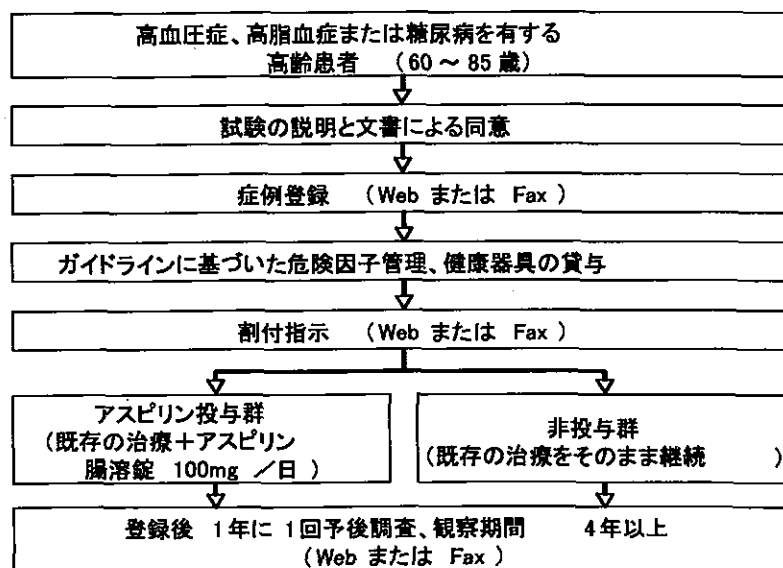 高血圧症、高脂血症または糖尿病を有する
高齢患者 (60～85歳)
試験の説明と文書による同意
症例登録 (Web または Fax)
ガイドラインに基づいた危険因子管理、健康器具の貸与
割付指示 (Web または Fax)
アスピリン投与群
(既存の治療＋アスピリン
腸溶錠 100mg ／日)
非投与群
(既存の治療をそのまま継続 )
登録後 1年に1回予後調査、観察期間 4年以上
(Web または Fax)